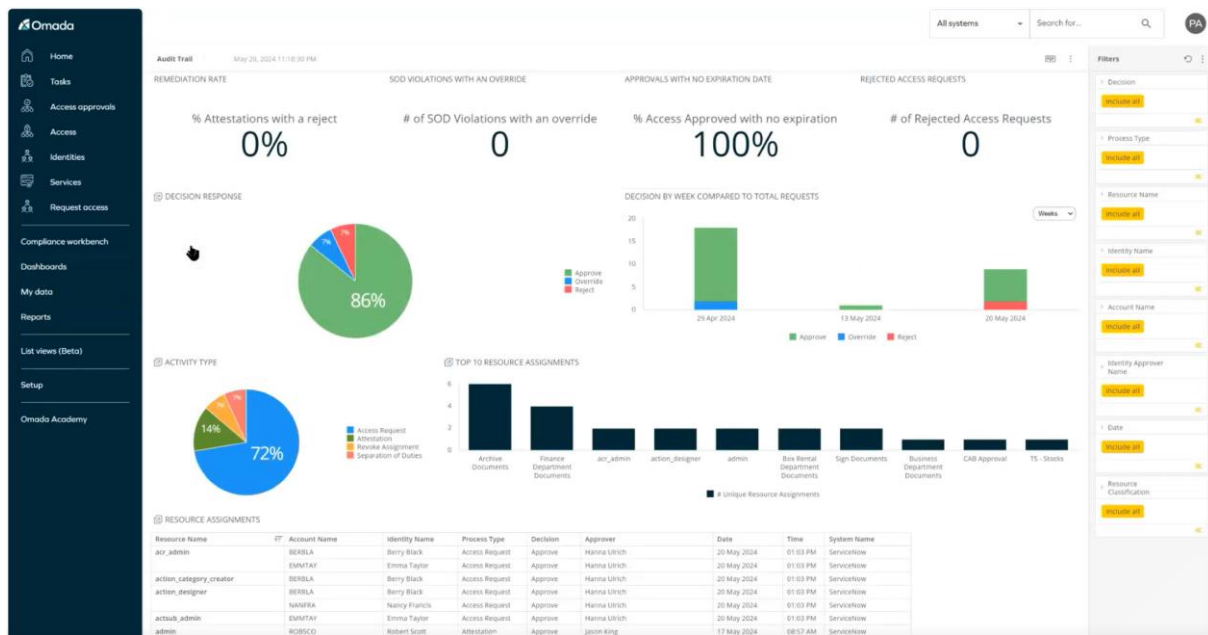 Omada
All systems
Search for...
PA
Home
Tasks
Access approvals
Access
Identities
Services
Request access
Compliance workbench
Dashboards
My data
Reports
List views (Beta)
Setup
Omada Academy
Audit Trail May 20, 2024 11:18:30 PM
REMEDIATION RATE
% Attestations with a reject
0%
SOD VIOLATIONS WITH AN OVERRIDE
# of SOD Violations with an override
0
APPROVALS WITH NO EXPIRATION DATE
% Access Approved with no expiration
100%
REJECTED ACCESS REQUESTS
# of Rejected Access Requests
0
DECISION RESPONSE
7%
7%
86%
Approve
Override
Reject
DECISION BY WEEK COMPARED TO TOTAL REQUESTS
Weeks
20
15
10
5
0
29 Apr 2024
13 May 2024
20 May 2024
Approve Override Reject
ACTIVITY TYPE
7%
7%
14%
72%
Access Request
Attestation
Revoke Assignment
Separation of Duties
TOP 10 RESOURCE ASSIGNMENTS
6
4
2
0
Archive Documents
Finance Department Documents
acr_admin
action_designer
admin
Box Rental Department Documents
Sign Documents
Business Department Documents
CAB Approval
TS - Stocks
# Unique Resource Assignments
RESOURCE ASSIGNMENTS
Resource Name Account Name Identity Name Process Type Decision Approver Date Time System Name
acr_admin BERBLA Berry Black Access Request Approve Hanna Ulrich 20 May 2024 01:03 PM ServiceNow
EMMTAY Emma Taylor Access Request Approve Hanna Ulrich 20 May 2024 01:03 PM ServiceNow
action_category_creator BERBLA Berry Black Access Request Approve Hanna Ulrich 20 May 2024 01:03 PM ServiceNow
action_designer BERBLA Berry Black Access Request Approve Hanna Ulrich 20 May 2024 01:03 PM ServiceNow
NANFRA Nancy Francis Access Request Approve Hanna Ulrich 20 May 2024 01:03 PM ServiceNow
actsub_admin EMMTAY Emma Taylor Access Request Approve Hanna Ulrich 20 May 2024 01:03 PM ServiceNow
admin ROBSCO Robert Scott Attestation Approve Jason King 17 May 2024 08:57 AM ServiceNow
Filters
Decision
Include all
Process Type
Include all
Resource Name
Include all
Identity Name
Include all
Account Name
Include all
Identity Approver
Name
Include all
Date
Include all
Resource
Classification
Include all